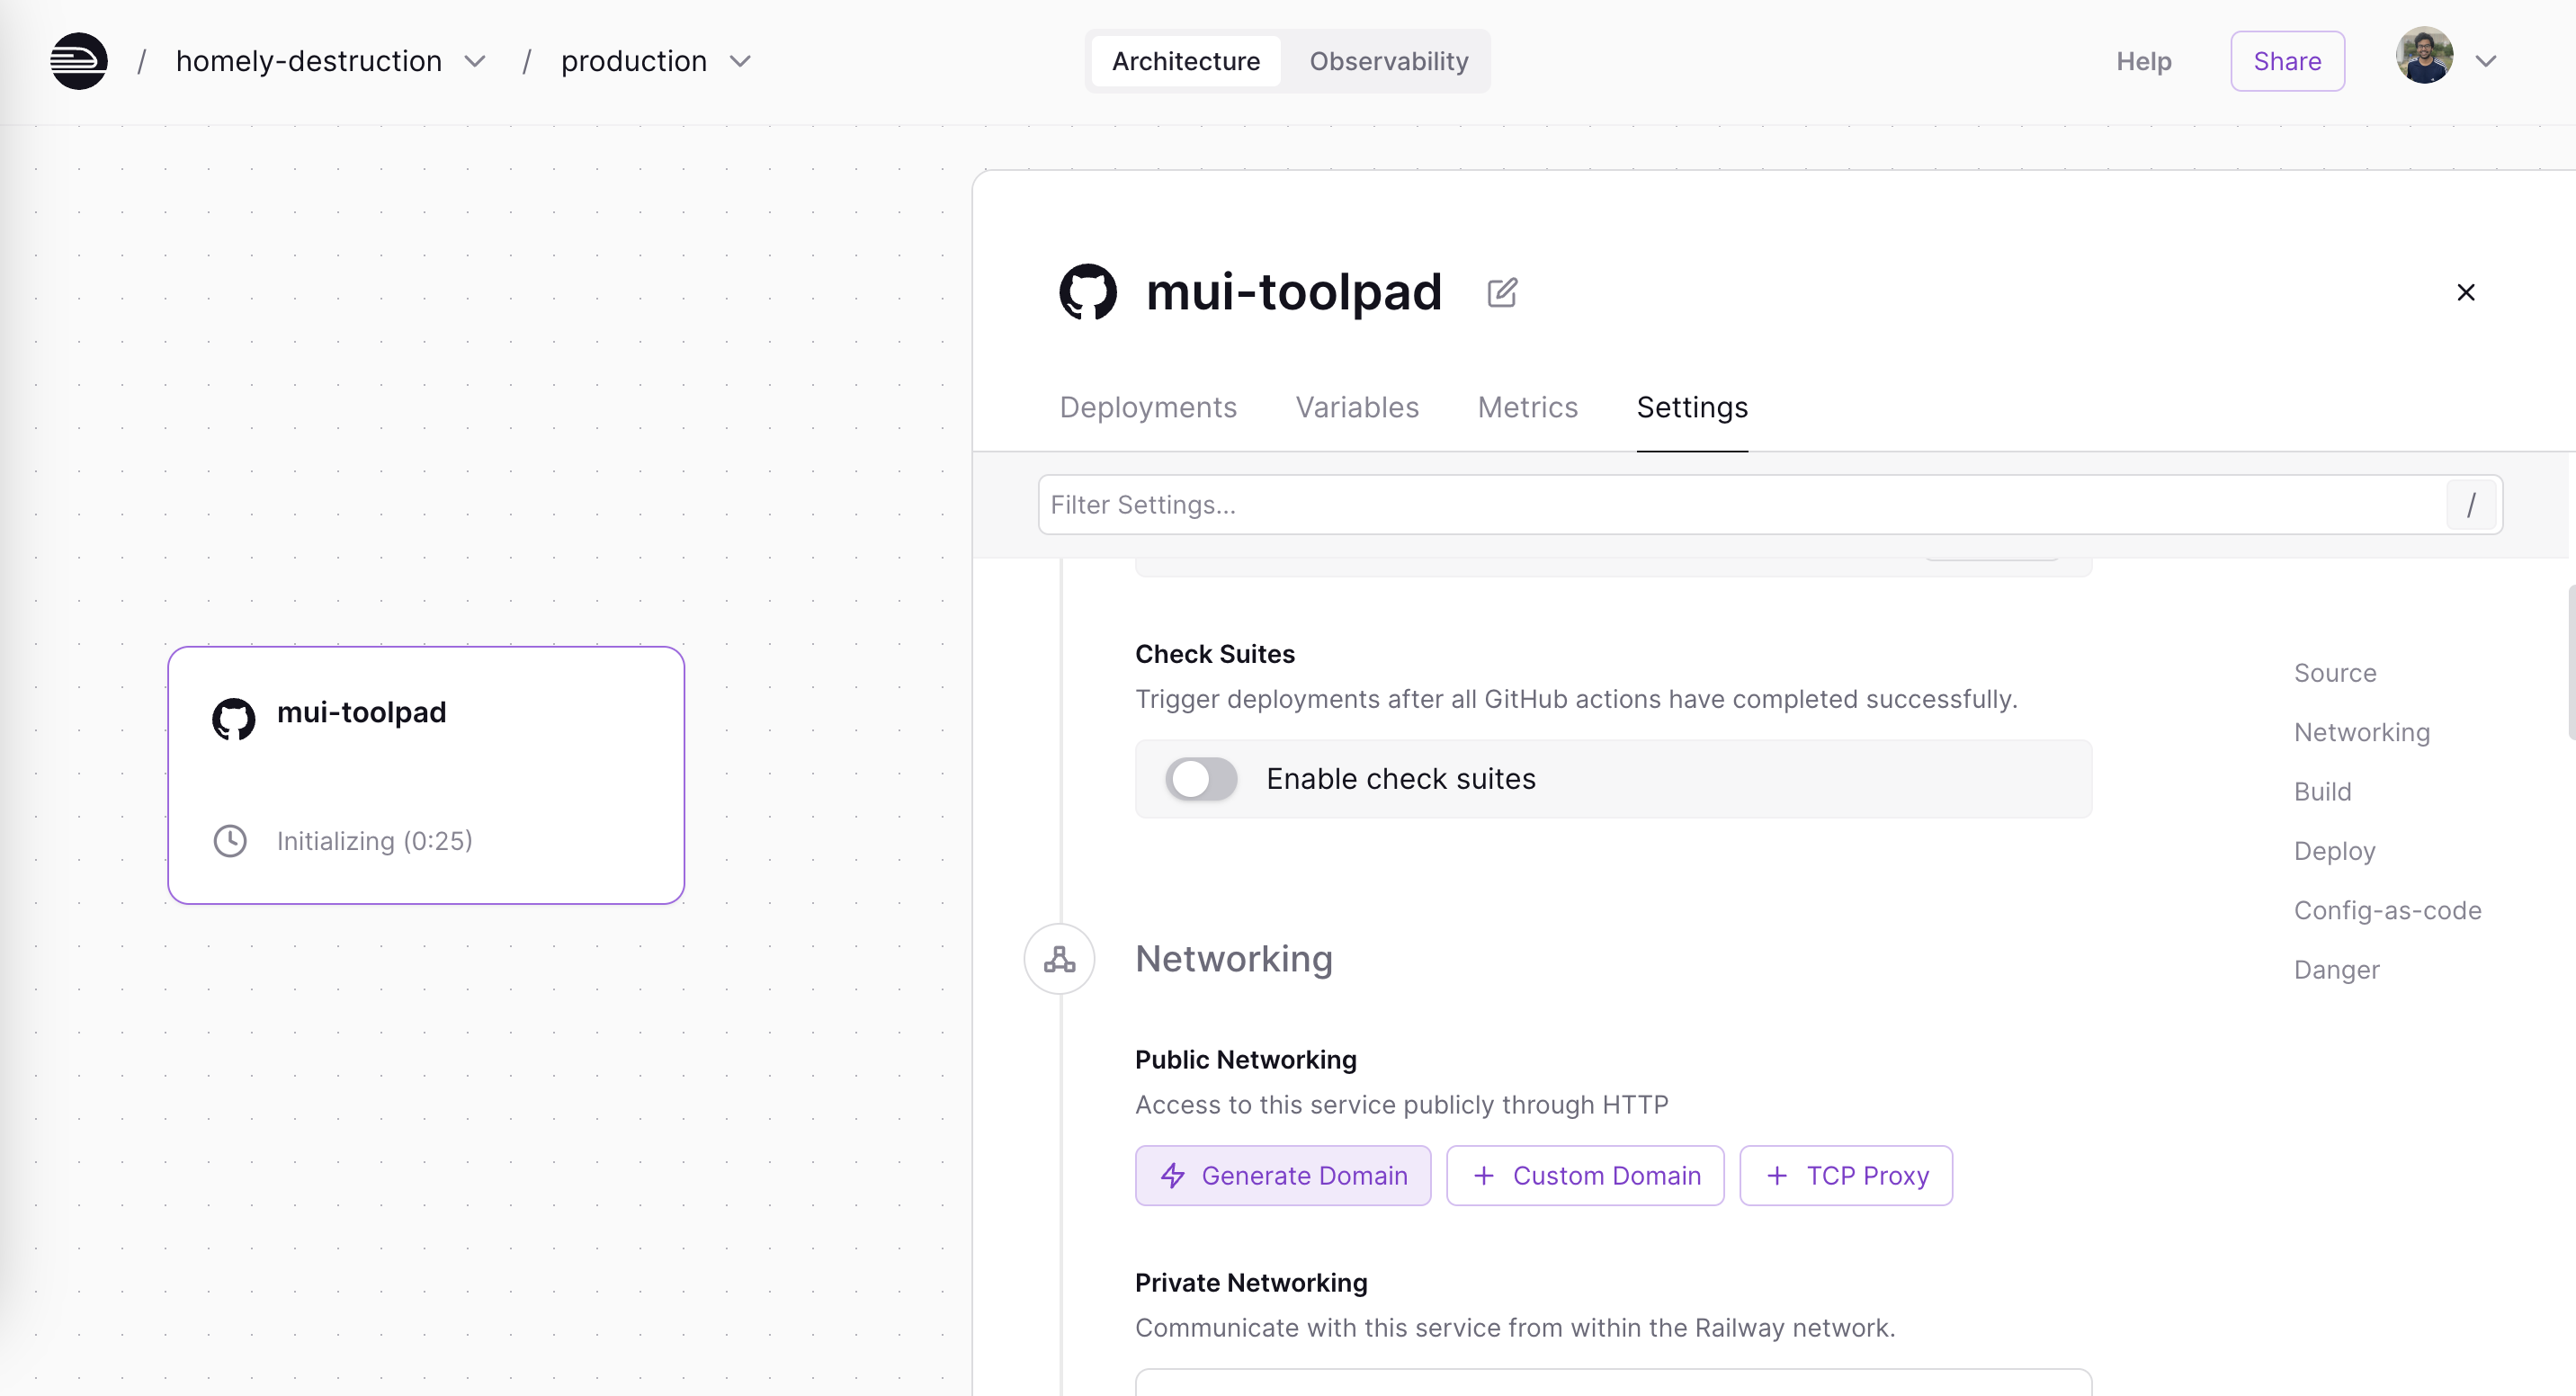 / homely-destruction / production
Architecture Observability
Help Share
mui-toolpad
Initializing (0:25)
mui-toolpad
Deployments Variables Metrics Settings
Filter Settings... /
Check Suites
Trigger deployments after all GitHub actions have completed successfully.
Enable check suites
Networking
Public Networking
Access to this service publicly through HTTP
Generate Domain + Custom Domain + TCP Proxy
Private Networking
Communicate with this service from within the Railway network.
Source
Networking
Build
Deploy
Config-as-code
Danger